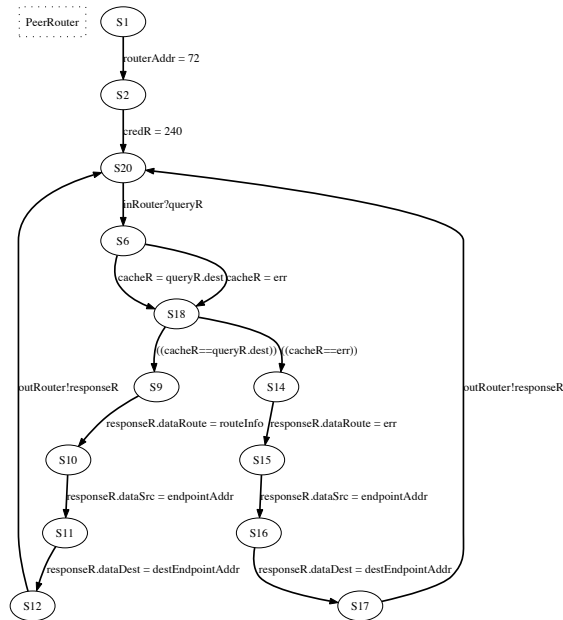 PeerRouter
S1
routerAddr = 72
S2
credR = 240
S20
inRouter?queryR
S6
cacheR = queryR.dest
cacheR = err
S18
((cacheR==queryR.dest))
((cacheR==err))
S9
S14
outRouter!responseR
outRouter!responseR
responseR.dataRoute = routeInfo
responseR.dataRoute = err
S10
S15
responseR.dataSrc = endpointAddr
responseR.dataSrc = endpointAddr
S11
S16
responseR.dataDest = destEndpointAddr
responseR.dataDest = destEndpointAddr
S12
S17